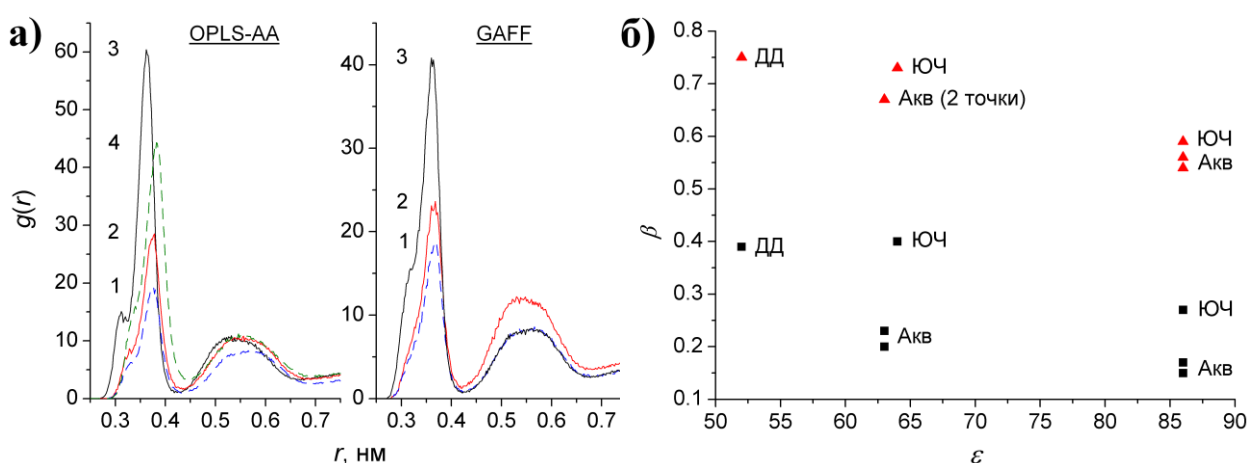 а)
OPLS-AA
GAFF
g(r)
60
50
40
30
20
10
0
3
4
2
1
0.3 0.4 0.5 0.6 0.7
40
30
20
10
0
3
2
1
0.3 0.4 0.5 0.6 0.7
r, нм
б)
β
0.8
0.7
0.6
0.5
0.4
0.3
0.2
0.1
ДД
ЮЧ
Акв (2 точки)
ЮЧ
Акв
ДД
ЮЧ
ЮЧ
Акв
Акв
50 55 60 65 70 75 80 85 90
ε